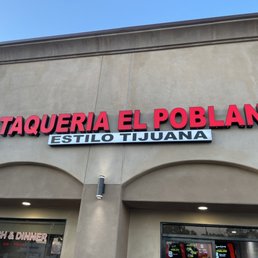 TAQUERIA EL POBLAN
ESTILO TIJUANA
H & DINNER